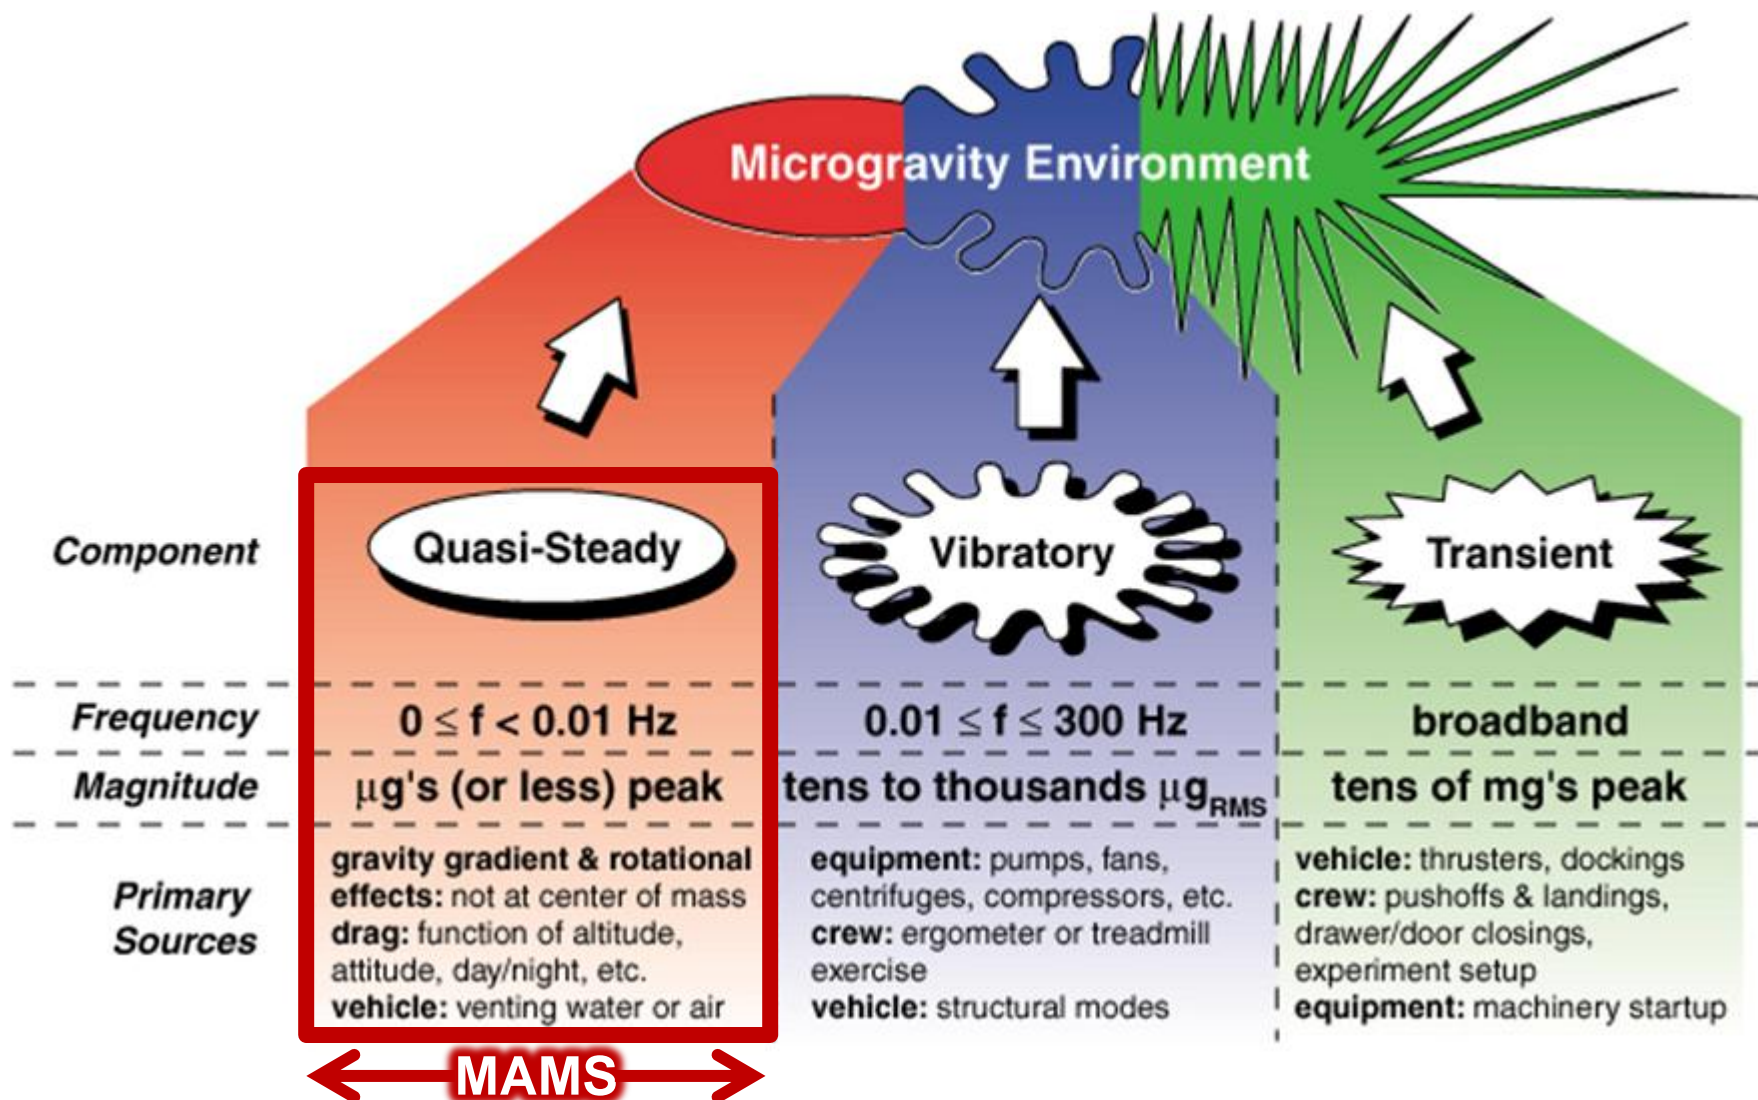 Microgravity Environment
Component
Quasi-Steady
Vibratory
Transient
Frequency
0 ≤ f < 0.01 Hz
0.01 ≤ f ≤ 300 Hz
broadband
Magnitude
μg's (or less) peak
tens to thousands μgRMS
tens of mg's peak
Primary
Sources
gravity gradient & rotational
effects: not at center of mass
drag: function of altitude,
attitude, day/night, etc.
vehicle: venting water or air
equipment: pumps, fans,
centrifuges, compressors, etc.
crew: ergometer or treadmill
exercise
vehicle: structural modes
vehicle: thrusters, dockings
crew: pushoffs & landings,
drawer/door closings,
experiment setup
equipment: machinery startup
MAMS